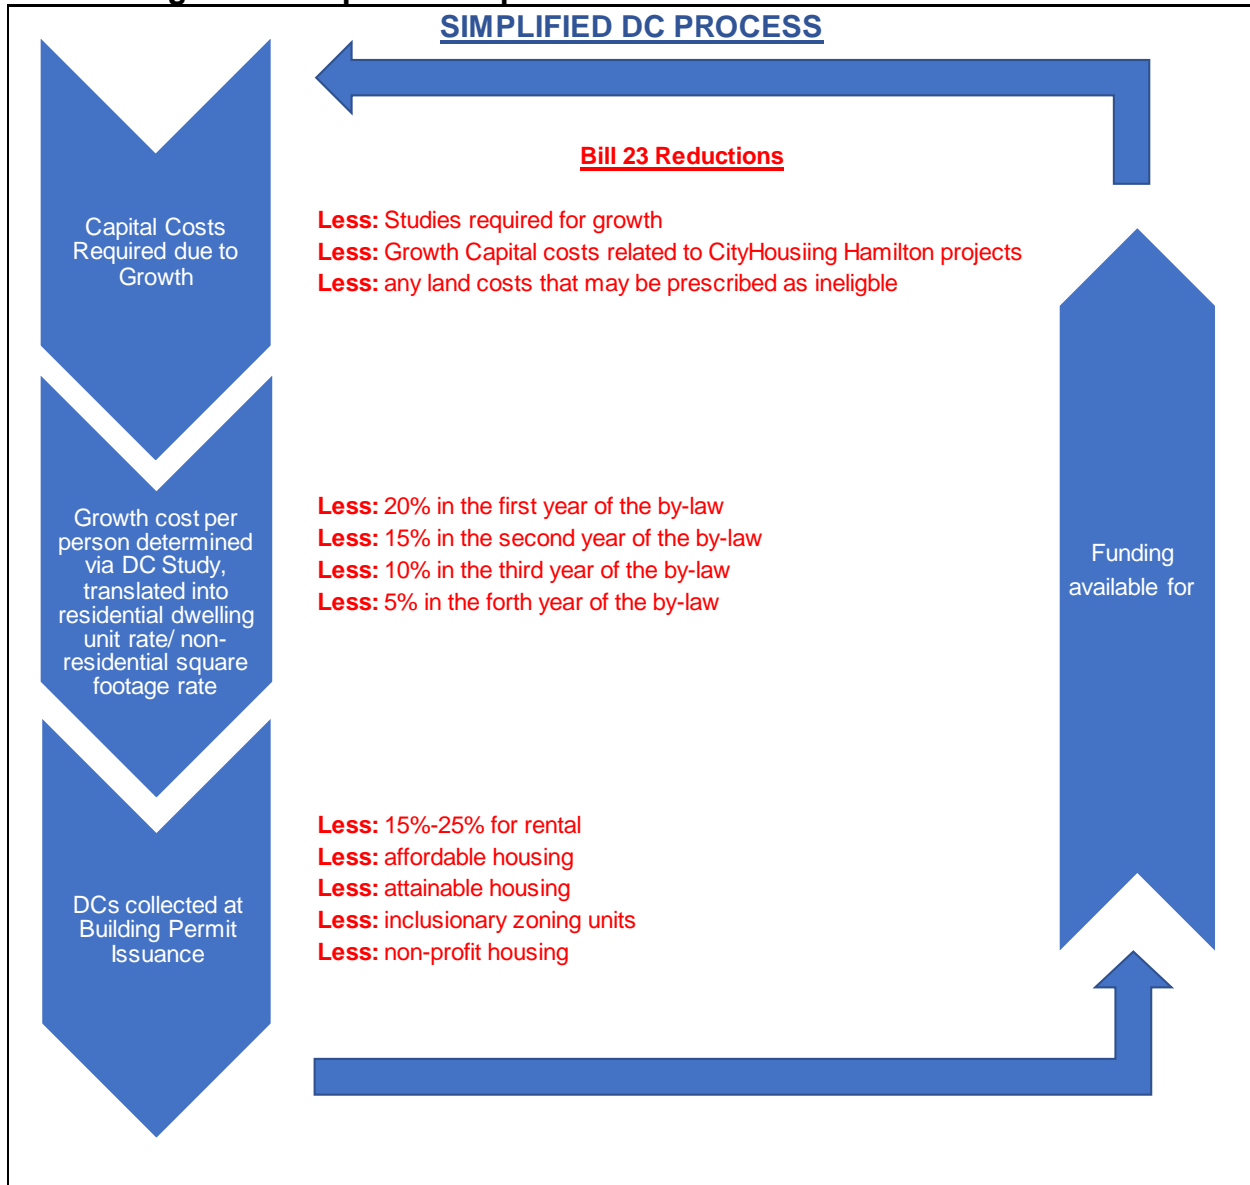 SIMPLIFIED DC PROCESS
Bill 23 Reductions
Capital Costs
Required due to
Growth
Less: Studies required for growth
Less: Growth Capital costs related to CityHousiing Hamilton projects
Less: any land costs that may be prescribed as ineligble
Growth cost per
person determined
via DC Study,
translated into
residential dwelling
unit rate/ non-
residential square
footage rate
Less: 20% in the first year of the by-law
Less: 15% in the second year of the by-law
Less: 10% in the third year of the by-law
Less: 5% in the forth year of the by-law
Funding
available for
DCs collected at
Building Permit
Issuance
Less: 15%-25% for rental
Less: affordable housing
Less: attainable housing
Less: inclusionary zoning units
Less: non-profit housing